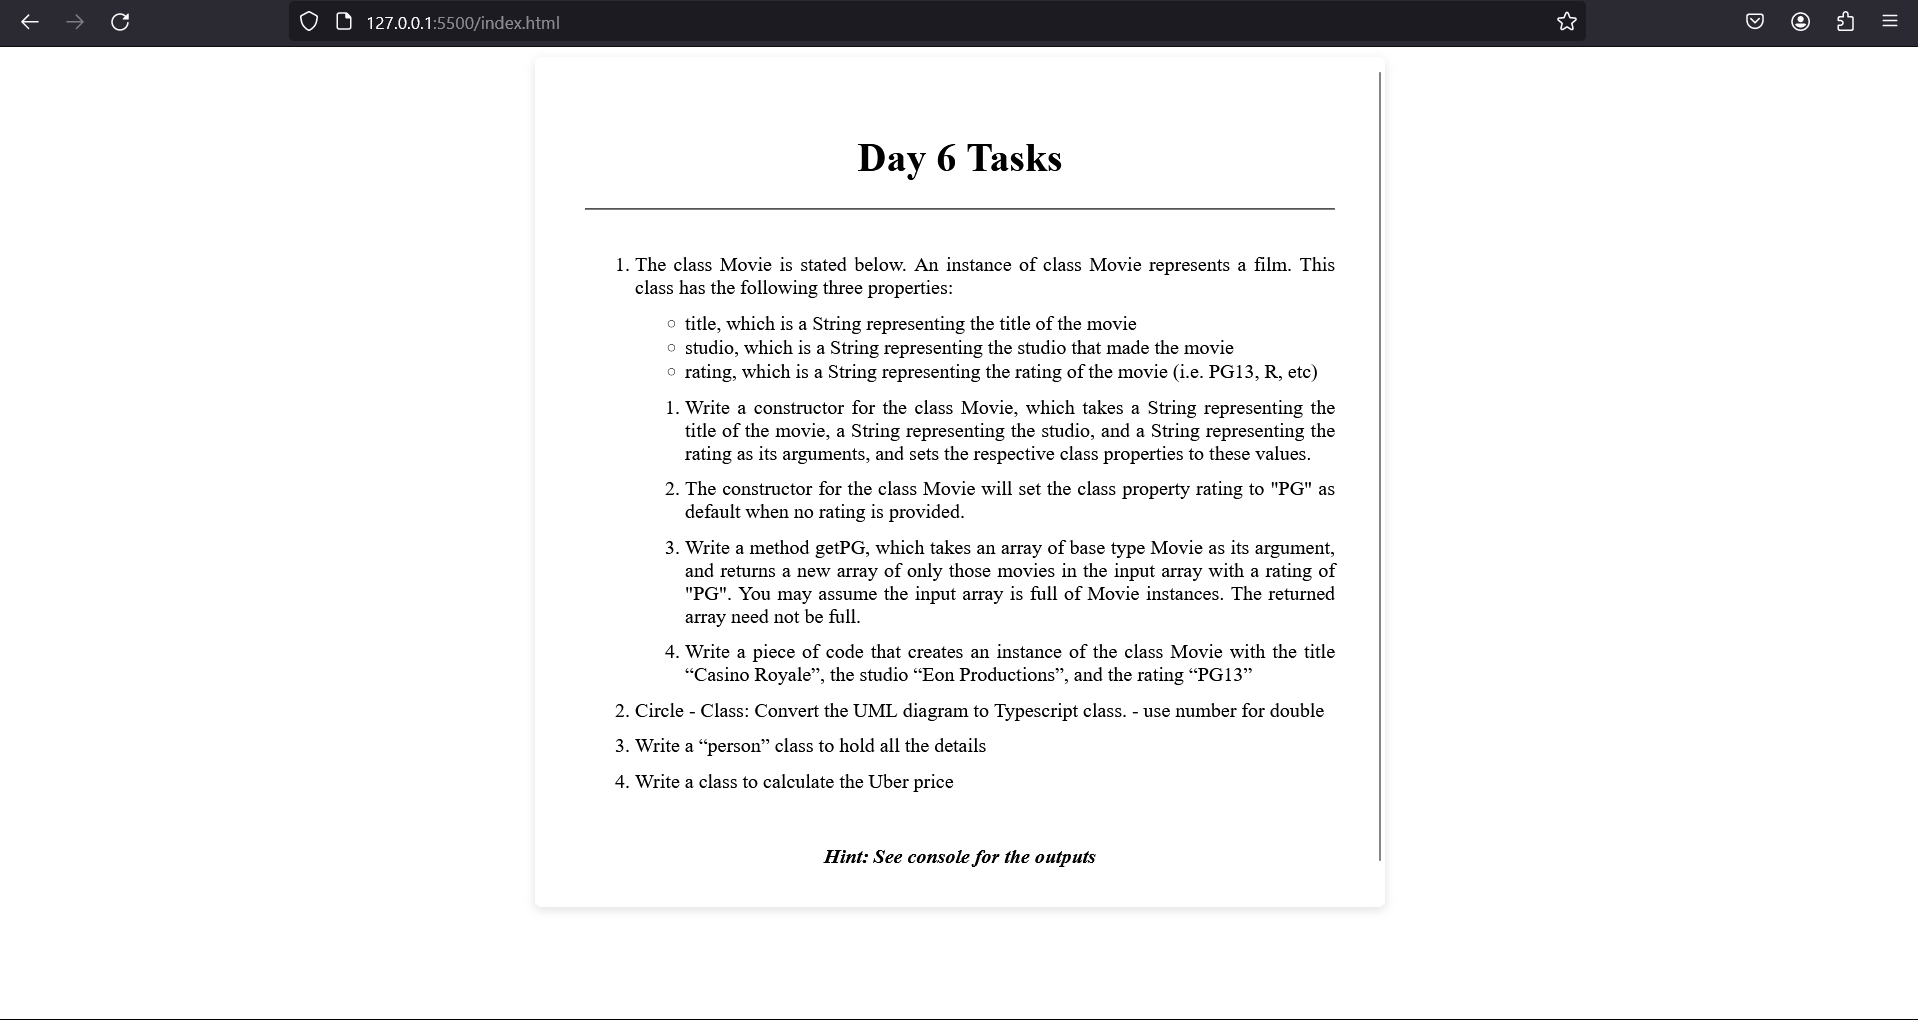 127.0.0.1:5500/index.html
Day 6 Tasks
1. The class Movie is stated below. An instance of class Movie represents a film. This
class has the following three properties:
○ title, which is a String representing the title of the movie
○ studio, which is a String representing the studio that made the movie
○ rating, which is a String representing the rating of the movie (i.e. PG13, R, etc)
1. Write a constructor for the class Movie, which takes a String representing the
title of the movie, a String representing the studio, and a String representing the
rating as its arguments, and sets the respective class properties to these values.
2. The constructor for the class Movie will set the class property rating to "PG" as
default when no rating is provided.
3. Write a method getPG, which takes an array of base type Movie as its argument,
and returns a new array of only those movies in the input array with a rating of
"PG". You may assume the input array is full of Movie instances. The returned
array need not be full.
4. Write a piece of code that creates an instance of the class Movie with the title
“Casino Royale”, the studio “Eon Productions”, and the rating “PG13”
2. Circle - Class: Convert the UML diagram to Typescript class. - use number for double
3. Write a “person” class to hold all the details
4. Write a class to calculate the Uber price
Hint: See console for the outputs